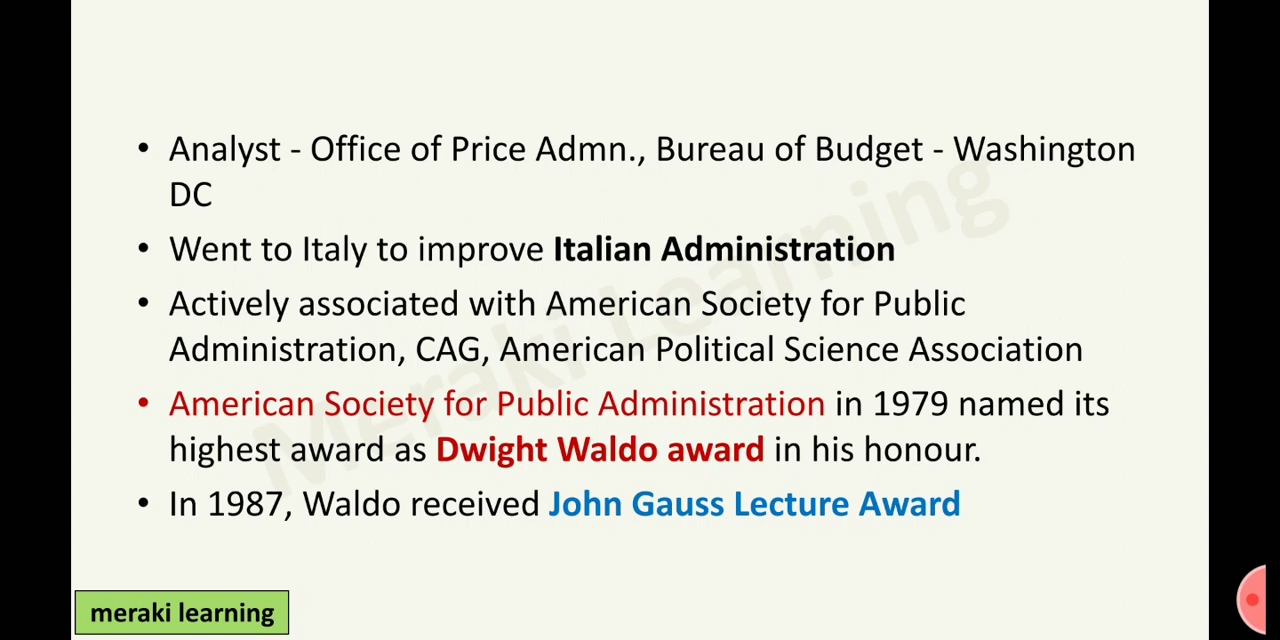 • Analyst - Office of Price Admn., Bureau of Budget - Washington
DC
• Went to Italy to improve Italian Administration
• Actively associated with American Society for Public
Administration, CAG, American Political Science Association
• American Society for Public Administration in 1979 named its
highest award as Dwight Waldo award in his honour.
• In 1987, Waldo received John Gauss Lecture Award
Meraki Learning
meraki learning